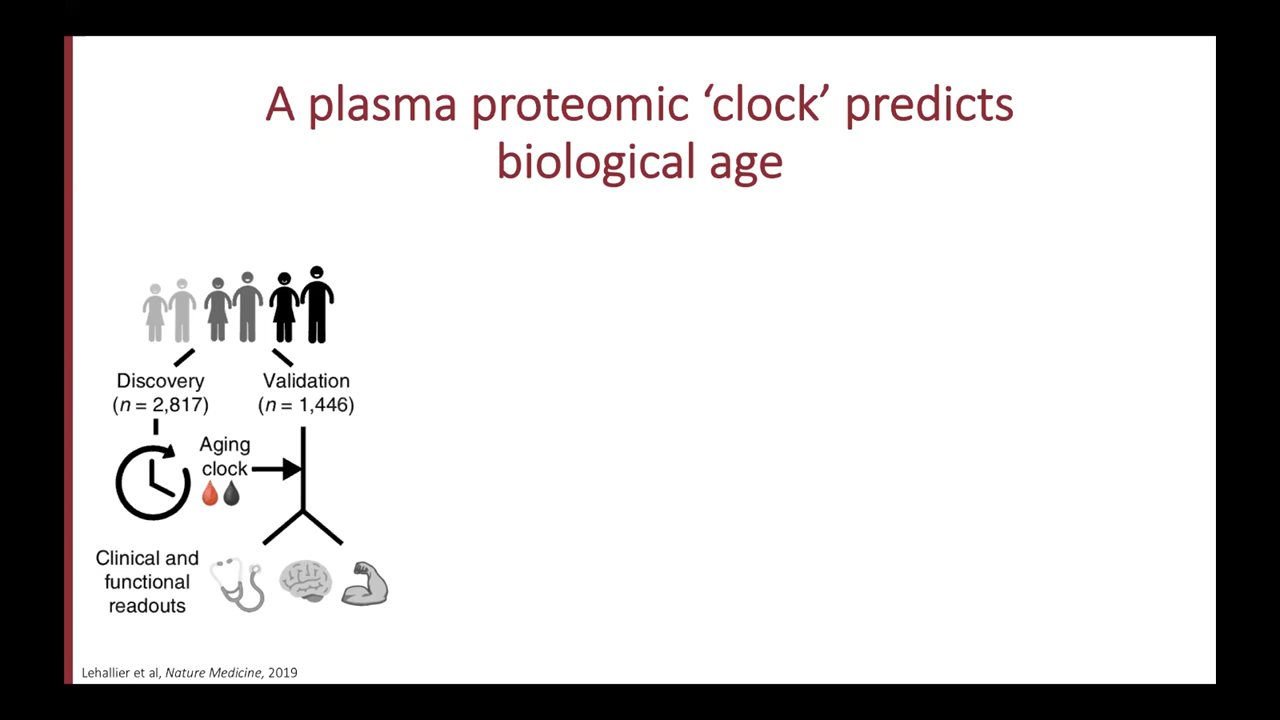 A plasma proteomic ‘clock’ predicts
biological age
Discovery
(n = 2,817)
Validation
(n = 1,446)
Aging
clock
Clinical and
functional
readouts
Lehallier et al, Nature Medicine, 2019